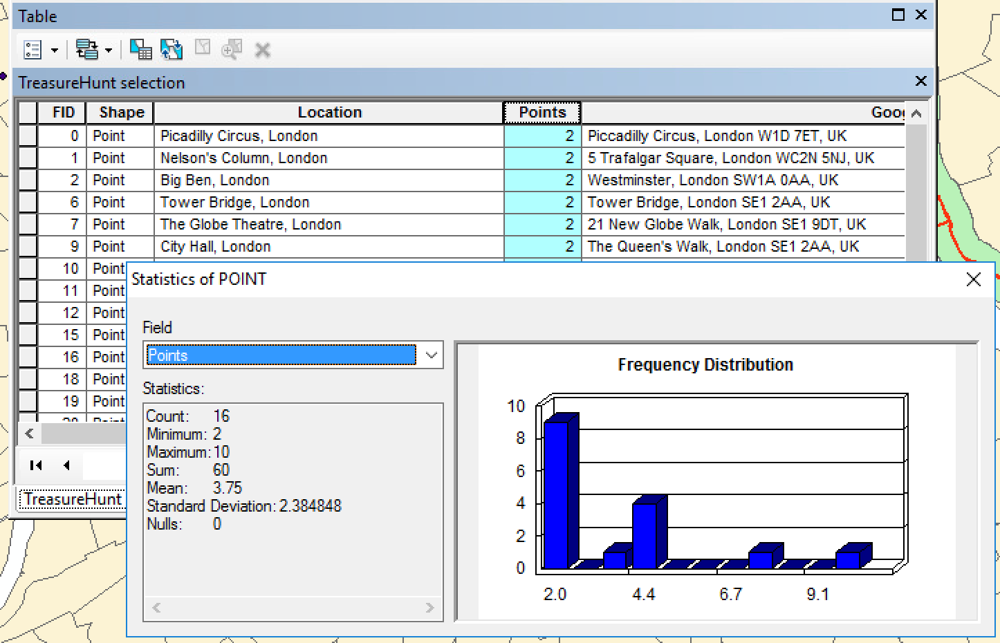 Table
TreasureHunt selection
FID Shape Location Points Goog
0 Point Picadilly Circus, London 2 Piccadilly Circus, London W1D 7ET, UK
1 Point Nelson's Column, London 2 5 Trafalgar Square, London WC2N 5NJ, UK
2 Point Big Ben, London 2 Westminster, London SW1A 0AA, UK
6 Point Tower Bridge, London 2 Tower Bridge, London SE1 2AA, UK
7 Point The Globe Theatre, London 2 21 New Globe Walk, London SE1 9DT, UK
9 Point City Hall, London 2 The Queen's Walk, London SE1 2AA, UK
10 Point
11 Point
12 Point
15 Point
16 Point
18 Point
19 Point
TreasureHunt
Statistics of POINT
Field
Points
Statistics:
Count: 16
Minimum: 2
Maximum: 10
Sum: 60
Mean: 3.75
Standard Deviation: 2.384848
Nulls: 0
Frequency Distribution
10
8
6
4
2
0
2.0 4.4 6.7 9.1